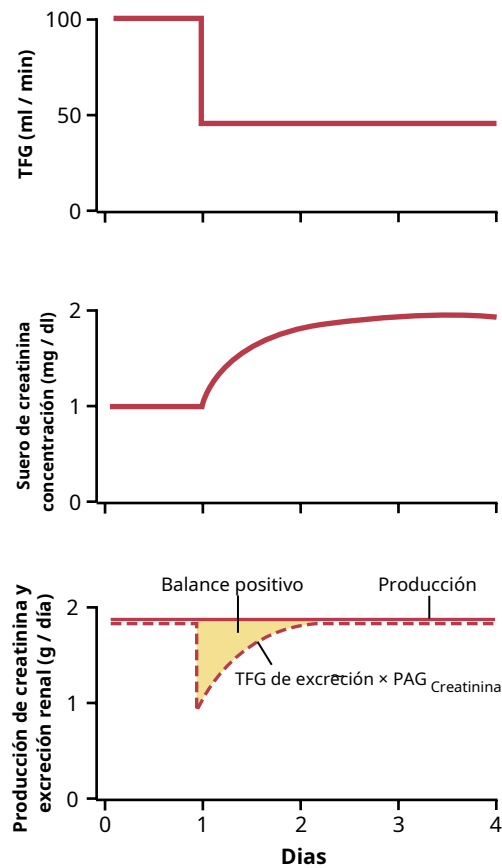 100
50
0
TFG (ml / min)
2
1
0
Suero de creatinina
concentración (mg / dl)
Balance positivo
Producción
2
1
0
TFG de excreción × PAG Creatinina
Producción de creatinina y
excreción renal (g / día)
0 1 2 3 4
Dias